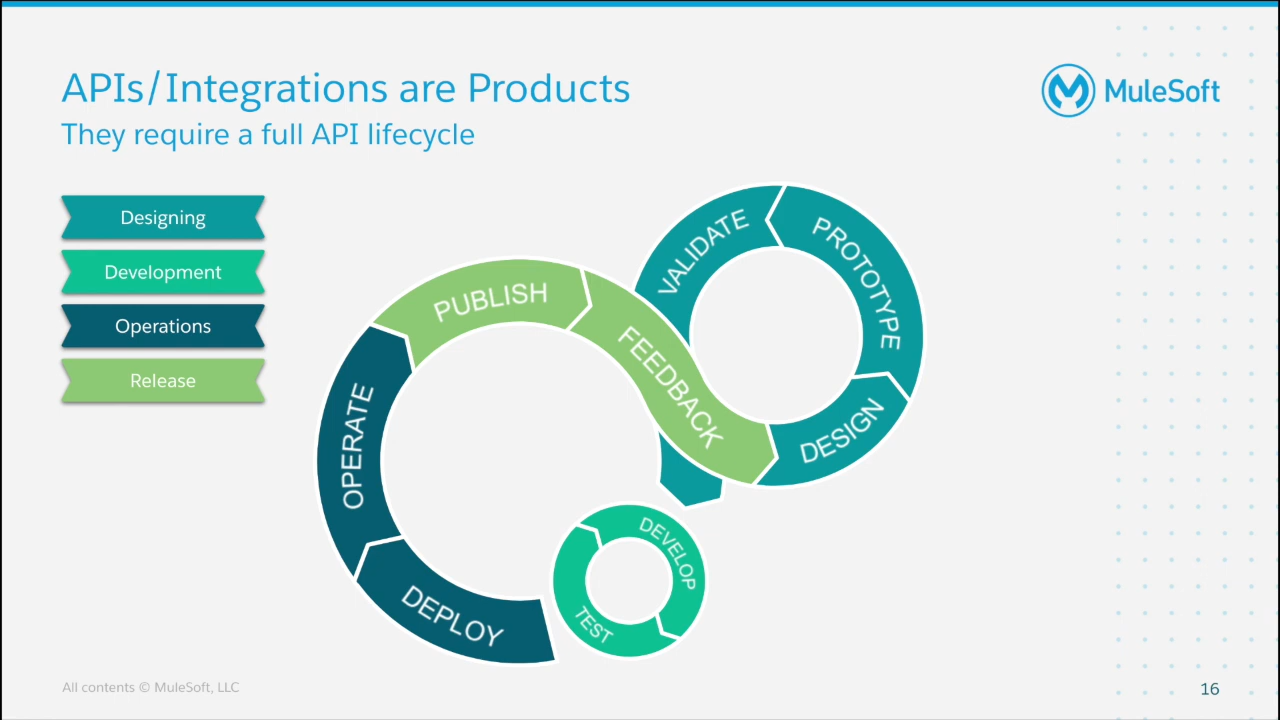 APIs/Integrations are Products
They require a full API lifecycle
MuleSoft
Designing
Development
Operations
Release
VALIDATE
PROTOTYPE
PUBLISH
FEEDBACK
DESIGN
OPERATE
DEVELOP
TEST
DEPLOY
All contents © MuleSoft, LLC
16